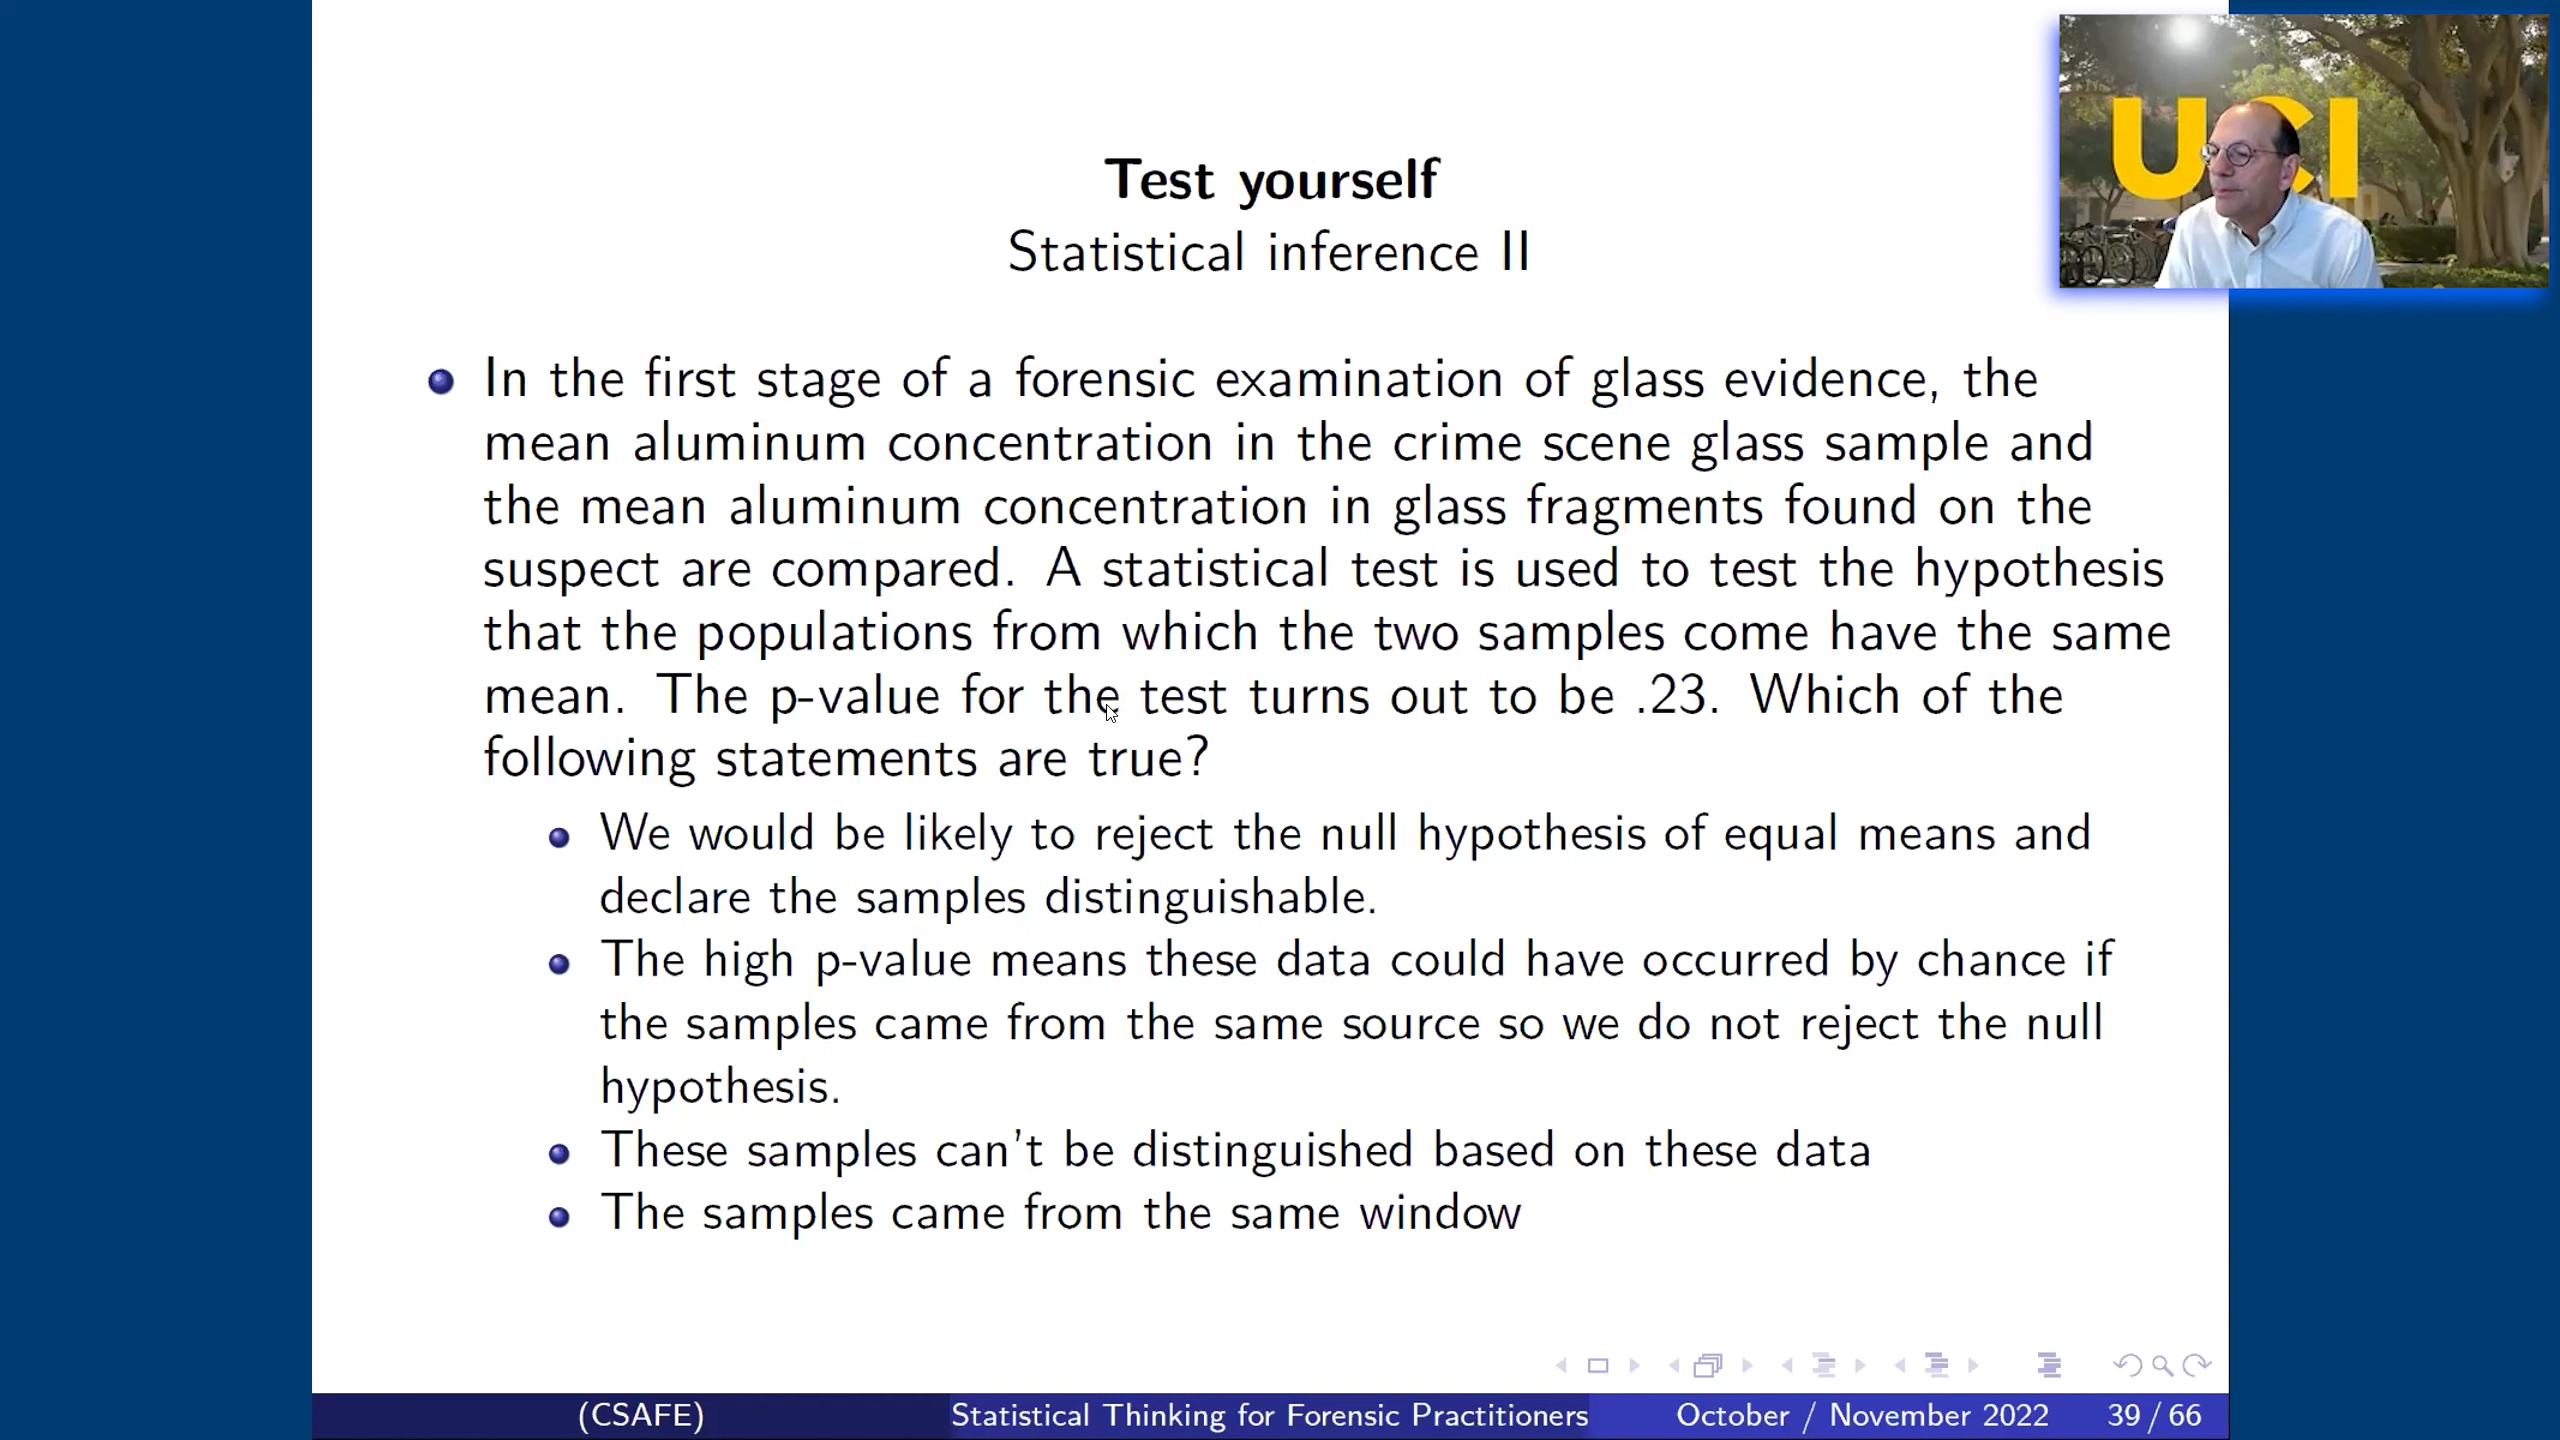 UCI
Test yourself
Statistical inference II
In the first stage of a forensic examination of glass evidence, the
mean aluminum concentration in the crime scene glass sample and
the mean aluminum concentration in glass fragments found on the
suspect are compared. A statistical test is used to test the hypothesis
that the populations from which the two samples come have the same
mean. The p-value for the test turns out to be .23. Which of the
following statements are true?
We would be likely to reject the null hypothesis of equal means and
declare the samples distinguishable.
The high p-value means these data could have occurred by chance if
the samples came from the same source so we do not reject the null
hypothesis.
These samples can't be distinguished based on these data
The samples came from the same window
(CSAFE) Statistical Thinking for Forensic Practitioners October / November 2022 39 / 66